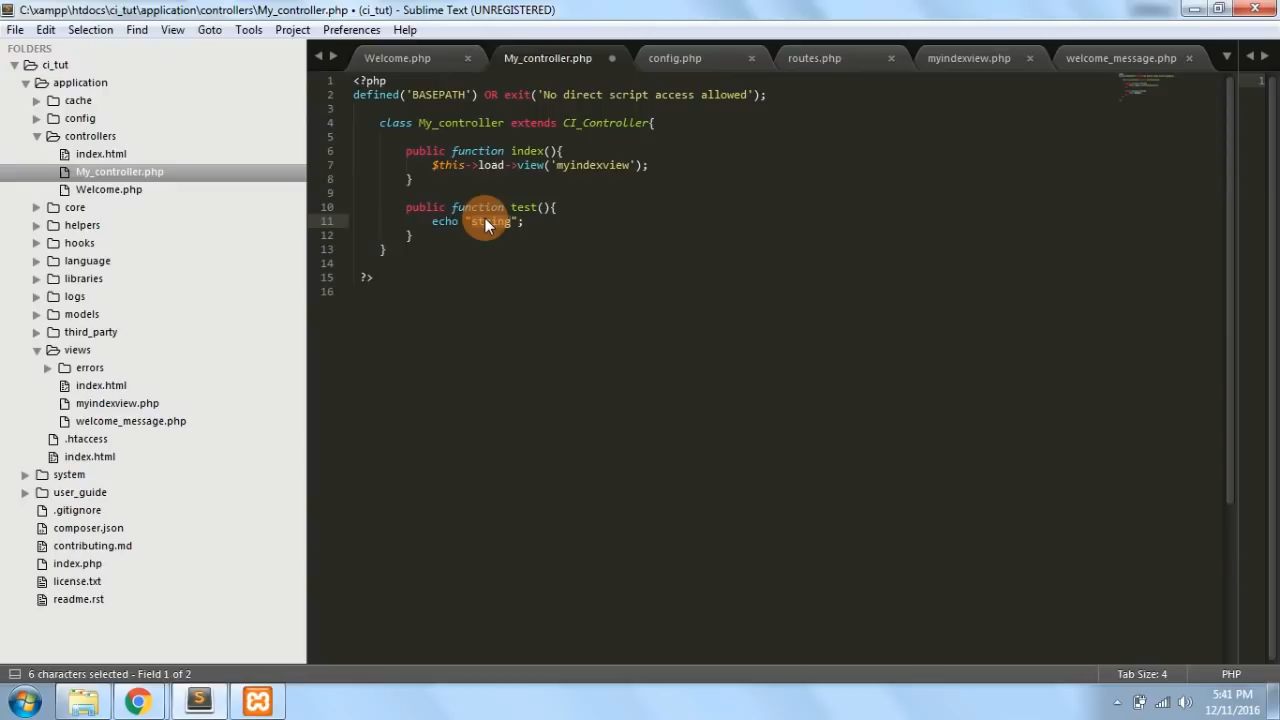 C:\xampp\htdocs\ci_tut\application\controllers\My_controller.php • (ci_tut) - Sublime Text (UNREGISTERED)
File Edit Selection Find View Goto Tools Project Preferences Help
FOLDERS
ci_tut
application
cache
config
controllers
index.html
My_controller.php
Welcome.php
core
helpers
hooks
language
libraries
logs
models
third_party
views
errors
index.html
myindexview.php
welcome_message.php
.htaccess
index.html
system
user_guide
.gitignore
composer.json
contributing.md
index.php
license.txt
readme.rst
Welcome.php My_controller.php config.php routes.php myindexview.php welcome_message.php
1 <?php
2 defined('BASEPATH') OR exit('No direct script access allowed');
3
4 class My_controller extends CI_Controller{
5
6 public function index(){
7 $this->load->view('myindexview');
8 }
9
10 public function test(){
11 echo "string";
12 }
13 }
14
15 ?>
16
1
6 characters selected - Field 1 of 2
Tab Size: 4
PHP
5:41 PM
12/11/2016